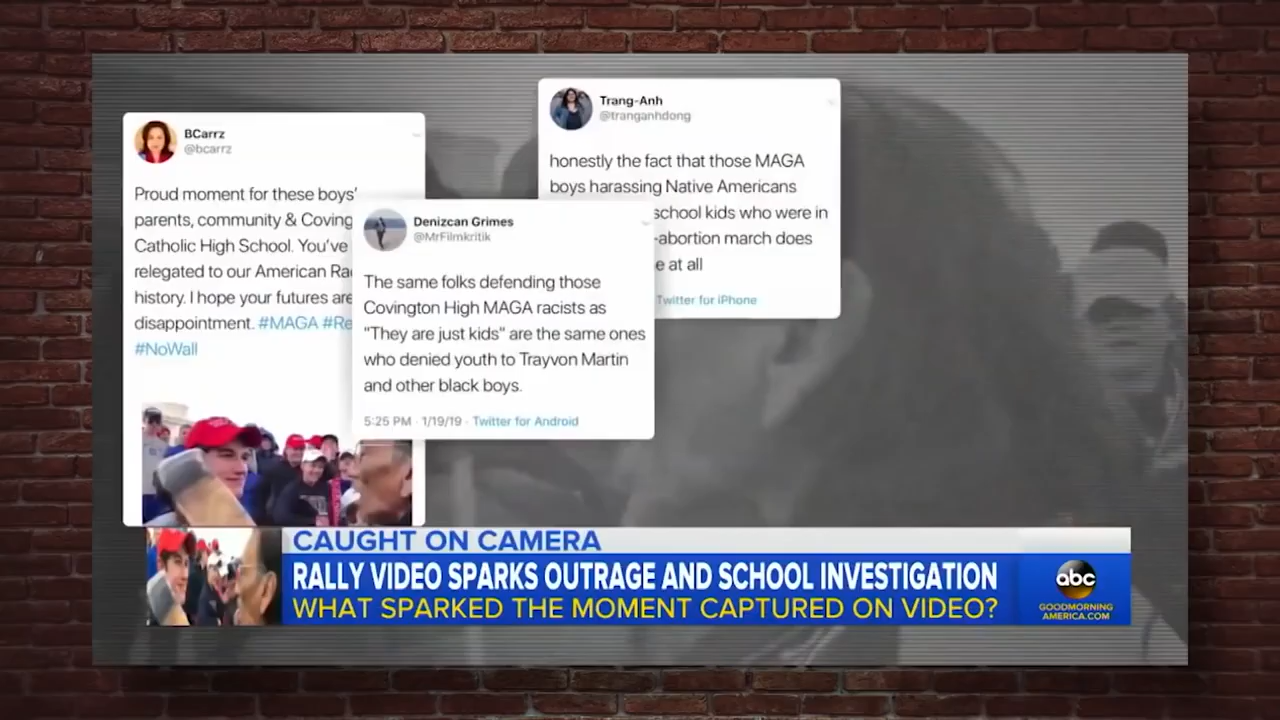 BCarrz
@bcarrz
Proud moment for these boys'
parents, community & Coving
Catholic High School. You've
relegated to our American Ra
history. I hope your futures are
disappointment. #MAGA #Re
#NoWall
Trang-Anh
@tranganhdong
honestly the fact that those MAGA
boys harassing Native Americans
school kids who were in
-abortion march does
e at all
Twitter for iPhone
Denizcan Grimes
@MrFilmkritik
The same folks defending those
Covington High MAGA racists as
"They are just kids" are the same ones
who denied youth to Trayvon Martin
and other black boys.
5:25 PM · 1/19/19 · Twitter for Android
CAUGHT ON CAMERA
RALLY VIDEO SPARKS OUTRAGE AND SCHOOL INVESTIGATION
WHAT SPARKED THE MOMENT CAPTURED ON VIDEO?
abc
GOODMORNING
AMERICA.COM